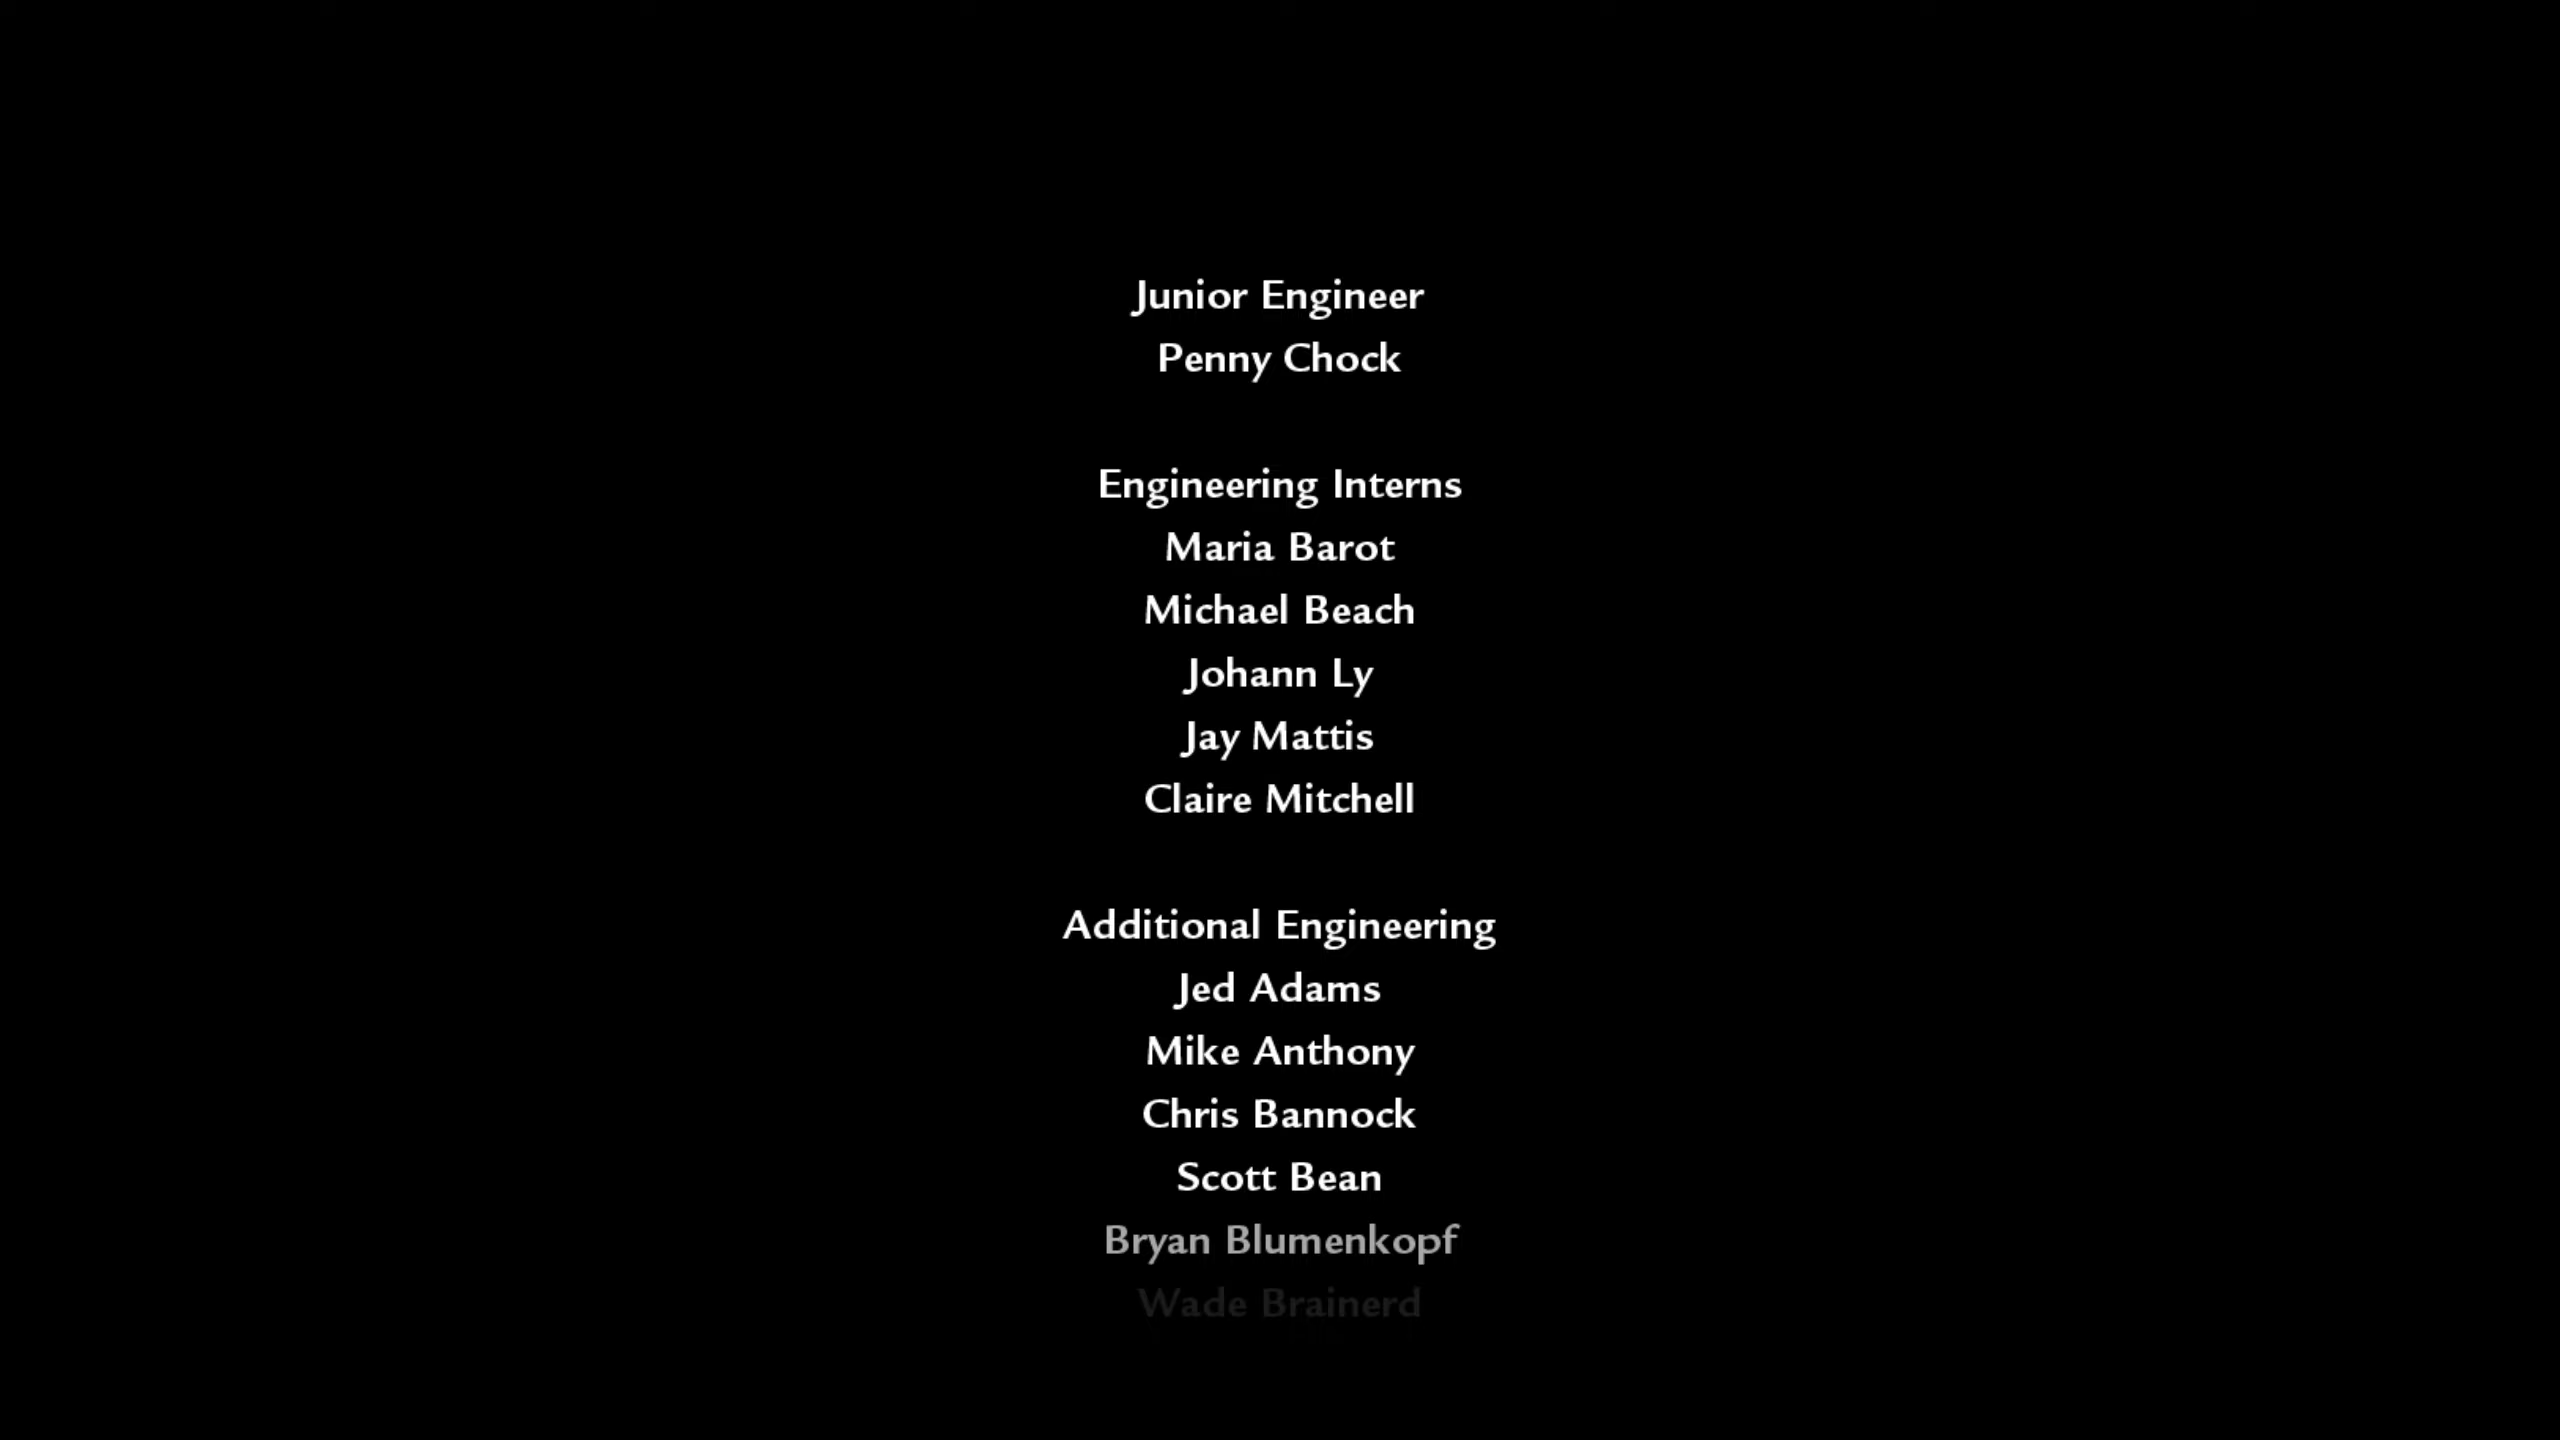 Junior Engineer
Penny Chock
Engineering Interns
Maria Barot
Michael Beach
Johann Ly
Jay Mattis
Claire Mitchell
Additional Engineering
Jed Adams
Mike Anthony
Chris Bannock
Scott Bean
Bryan Blumenkopf
Wade Brainerd